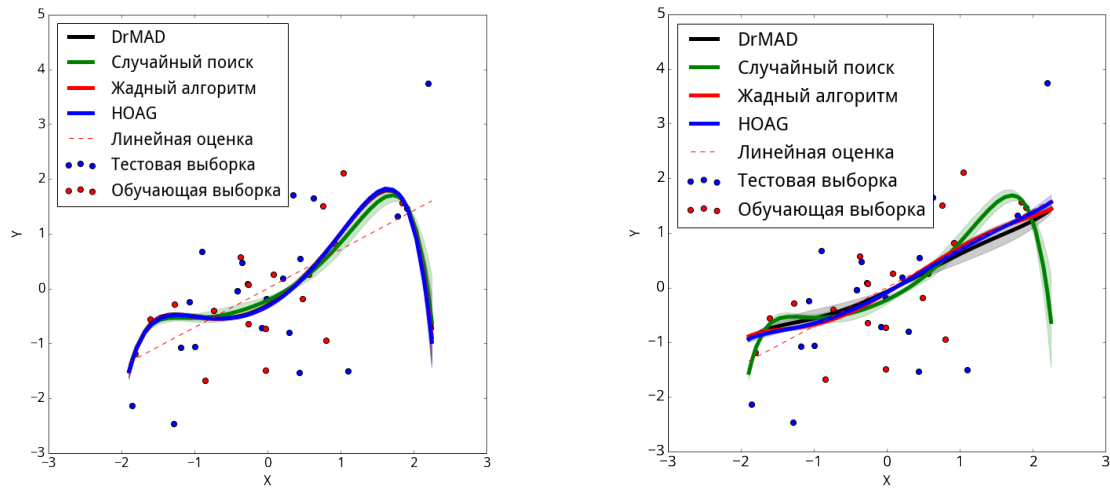 5
4
3
2
1
0
−1
−2
−3
−3
−2
−1
0
1
2
3
X
Y
DrMAD
Случайный поиск
Жадный алгоритм
HOAG
Линейная оценка
Тестовая выборка
Обучающая выборка
5
4
3
2
1
0
−1
−2
−3
−3
−2
−1
0
1
2
3
X
Y
DrMAD
Случайный поиск
Жадный алгоритм
HOAG
Линейная оценка
Тестовая выборка
Обучающая выборка